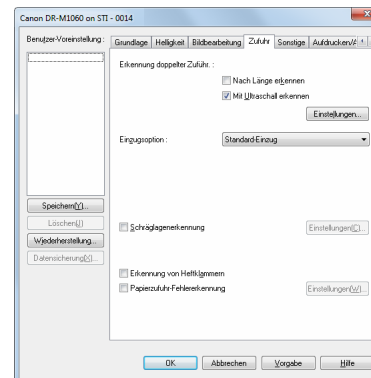 Canon DR-M1060 on STI - 0014
Benutzer-Voreinstellung :
Grundlage Helligkeit Bildbearbeitung Zufuhr Sonstige Aufdrucken/A
Erkennung doppelter Zuführ. :
Nach Länge erkennen
Mit Ultraschall erkennen
Einstellungen...
Einzugsoption :
Standard-Einzug
Speichern(Y)...
Löschen(J)
Wiederherstellung...
Datensicherung(X)...
Schräglagenerkennung
Einstellungen(C)...
Erkennung von Heftklammern
Papierzufuhr-Fehlererkennung
Einstellungen(W)...
OK Abbrechen Vorgabe Hilfe